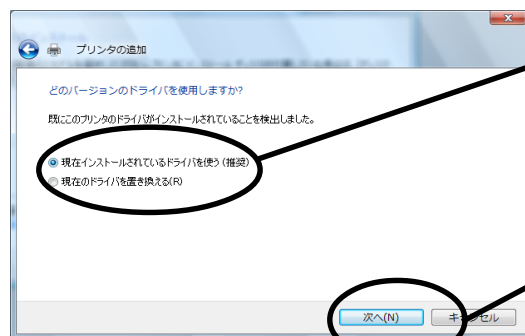 プリンタの追加
どのバージョンのドライバを使用しますか?
既にこのプリンタのドライバがインストールされていることを検出しました。
現在インストールされているドライバを使う(推奨)
現在のドライバを置き換える(R)
次へ(N)
キャンセル